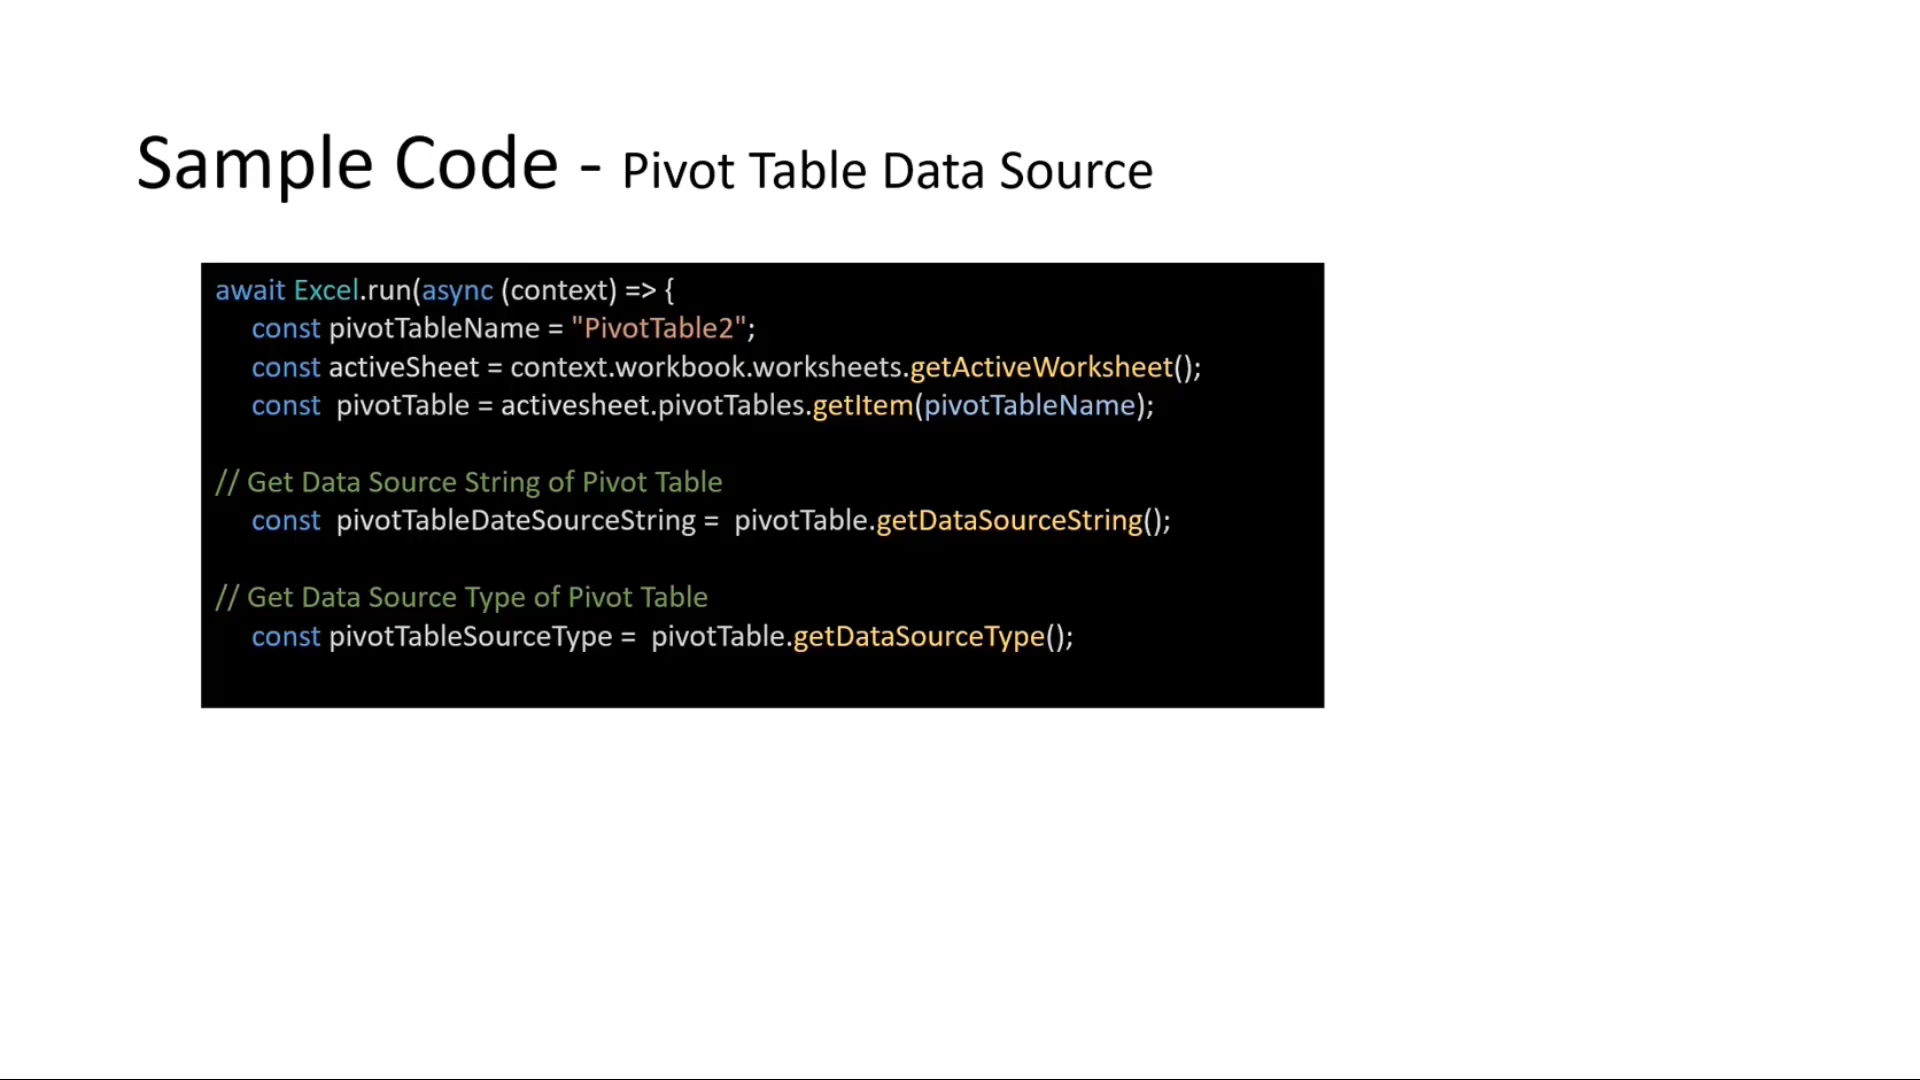 Sample Code - Pivot Table Data Source
await Excel.run(async (context) => {
const pivotTableName = "PivotTable2";
const activeSheet = context.workbook.worksheets.getActiveWorksheet();
const pivotTable = activesheet.pivotTables.getItem(pivotTableName);
// Get Data Source String of Pivot Table
const pivotTableDateSourceString = pivotTable.getDataSourceString();
// Get Data Source Type of Pivot Table
const pivotTableSourceType = pivotTable.getDataSourceType();